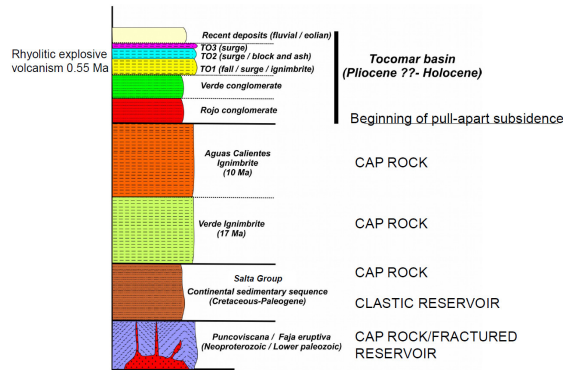 Rhyolitic explosive
volcanism 0.55 Ma
Recent deposits (fluvial / eolian)
TO3 (surge)
TO2 (surge / block and ash)
TO1 (fall / surge / ignimbrite)
Verde conglomerate
Rojo conglomerate
Tocomar basin
(Pliocene ??- Holocene)
Beginning of pull-apart subsidence
Aguas Calientes
Ignimbrite
(10 Ma)
CAP ROCK
Verde Ignimbrite
(17 Ma)
CAP ROCK
Salta Group
Continental sedimentary sequence
(Cretaceous-Paleogene)
CAP ROCK
CLASTIC RESERVOIR
Puncoviscana / Faja eruptiva
(Neoproterozoic / Lower paleozoic)
CAP ROCK/FRACTURED
RESERVOIR